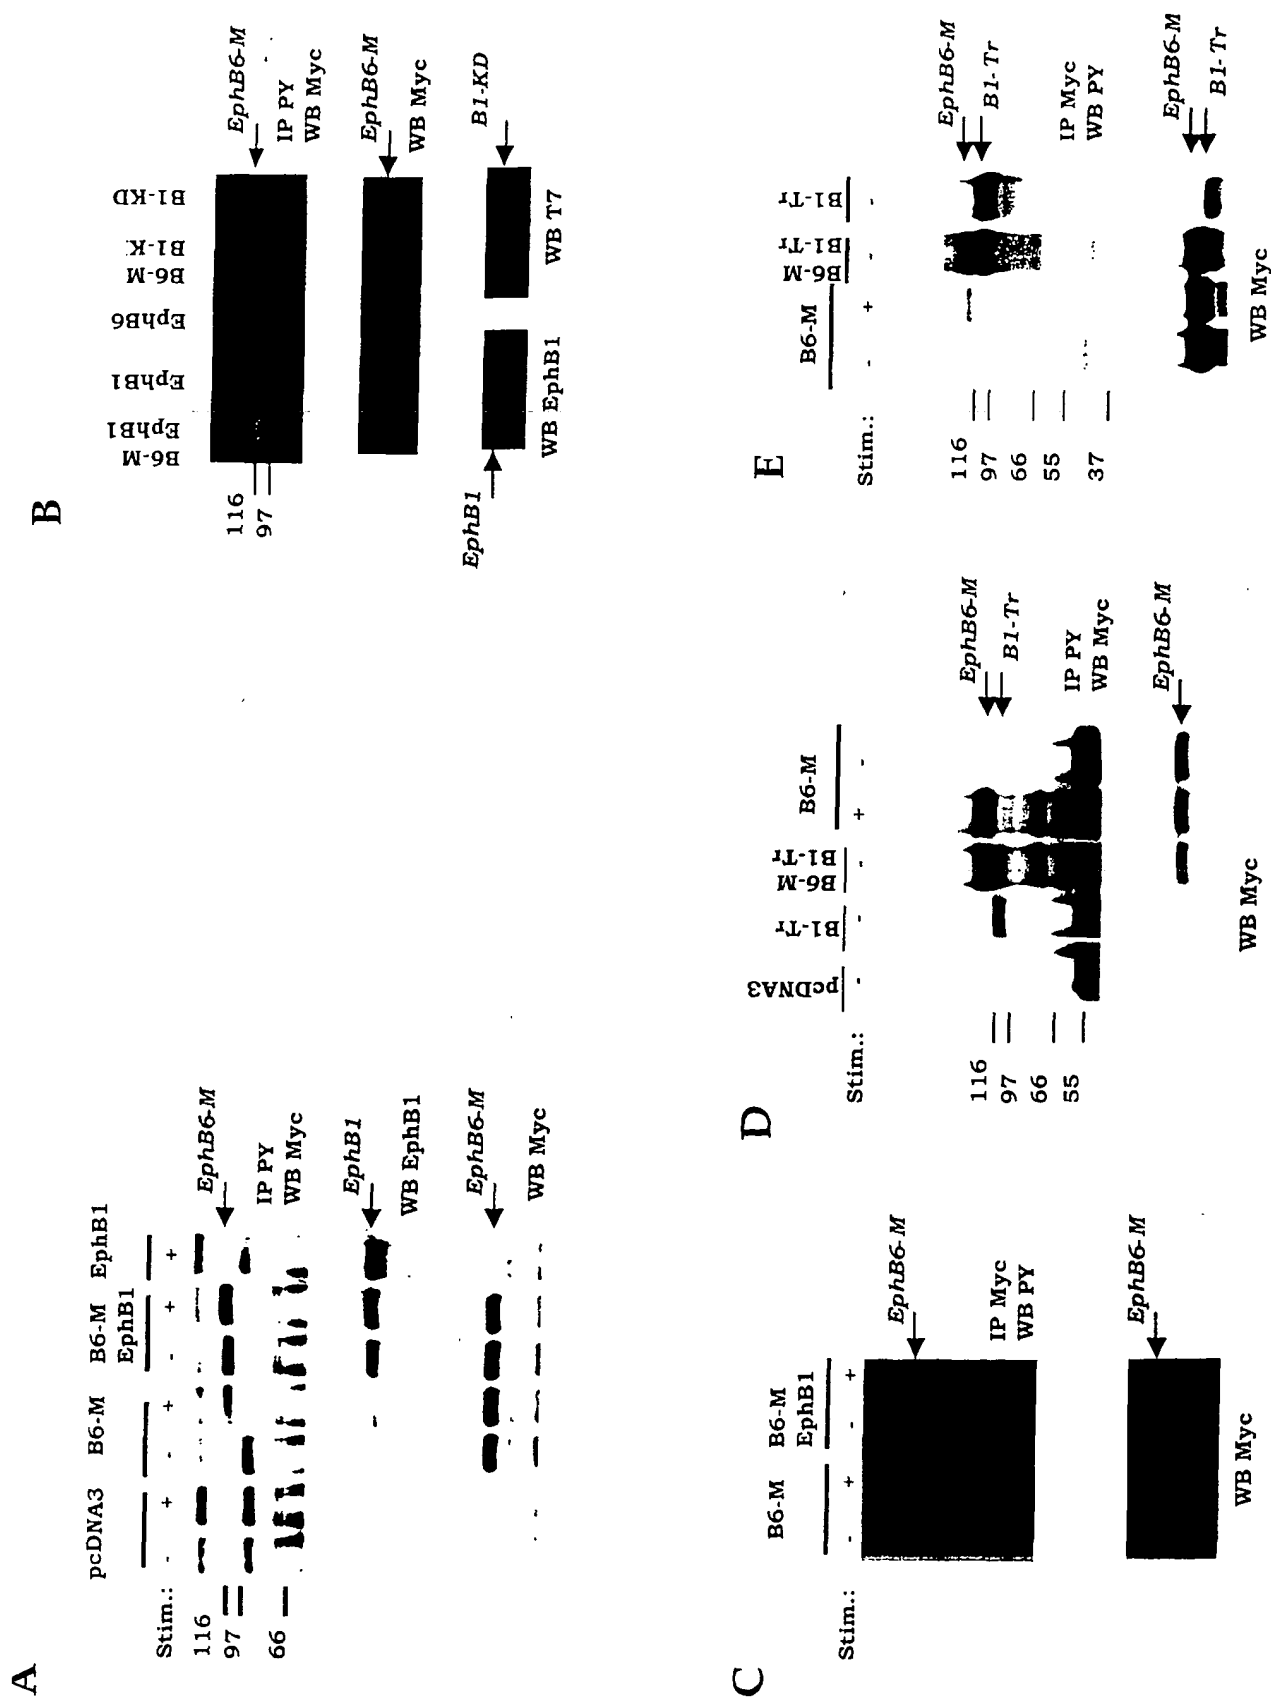 A
pcDNA3 B6-M B6-M EphB1
EphB1
Stim.: - + - + - + +
116
97
66
EphB6-M
IP PY
WB Myc
EphB1
WB EphB1
EphB6-M
WB Myc
B
B6-M
EphB1
EphB1
EphB6
B6-M
B1-K
B1-KD
116
97
EphB6-M
IP PY
WB Myc
EphB6-M
WB Myc
EphB1
B1-KD
WB EphB1 WB T7
C
B6-M B6-M
EphB1
Stim.: - + - +
EphB6-M
IP Myc
WB PY
EphB6-M
WB Myc
D
pcDNA3
B1-Tr
B6-M
B1-Tr
B6-M
Stim.: - - - + -
116
97
66
55
EphB6-M
B1-Tr
IP PY
WB Myc
EphB6-M
WB Myc
E
B6-M
B6-M
B1-Tr
B1-Tr
Stim.: - + - -
116
97
66
55
37
EphB6-M
B1-Tr
IP Myc
WB PY
EphB6-M
B1-Tr
WB Myc